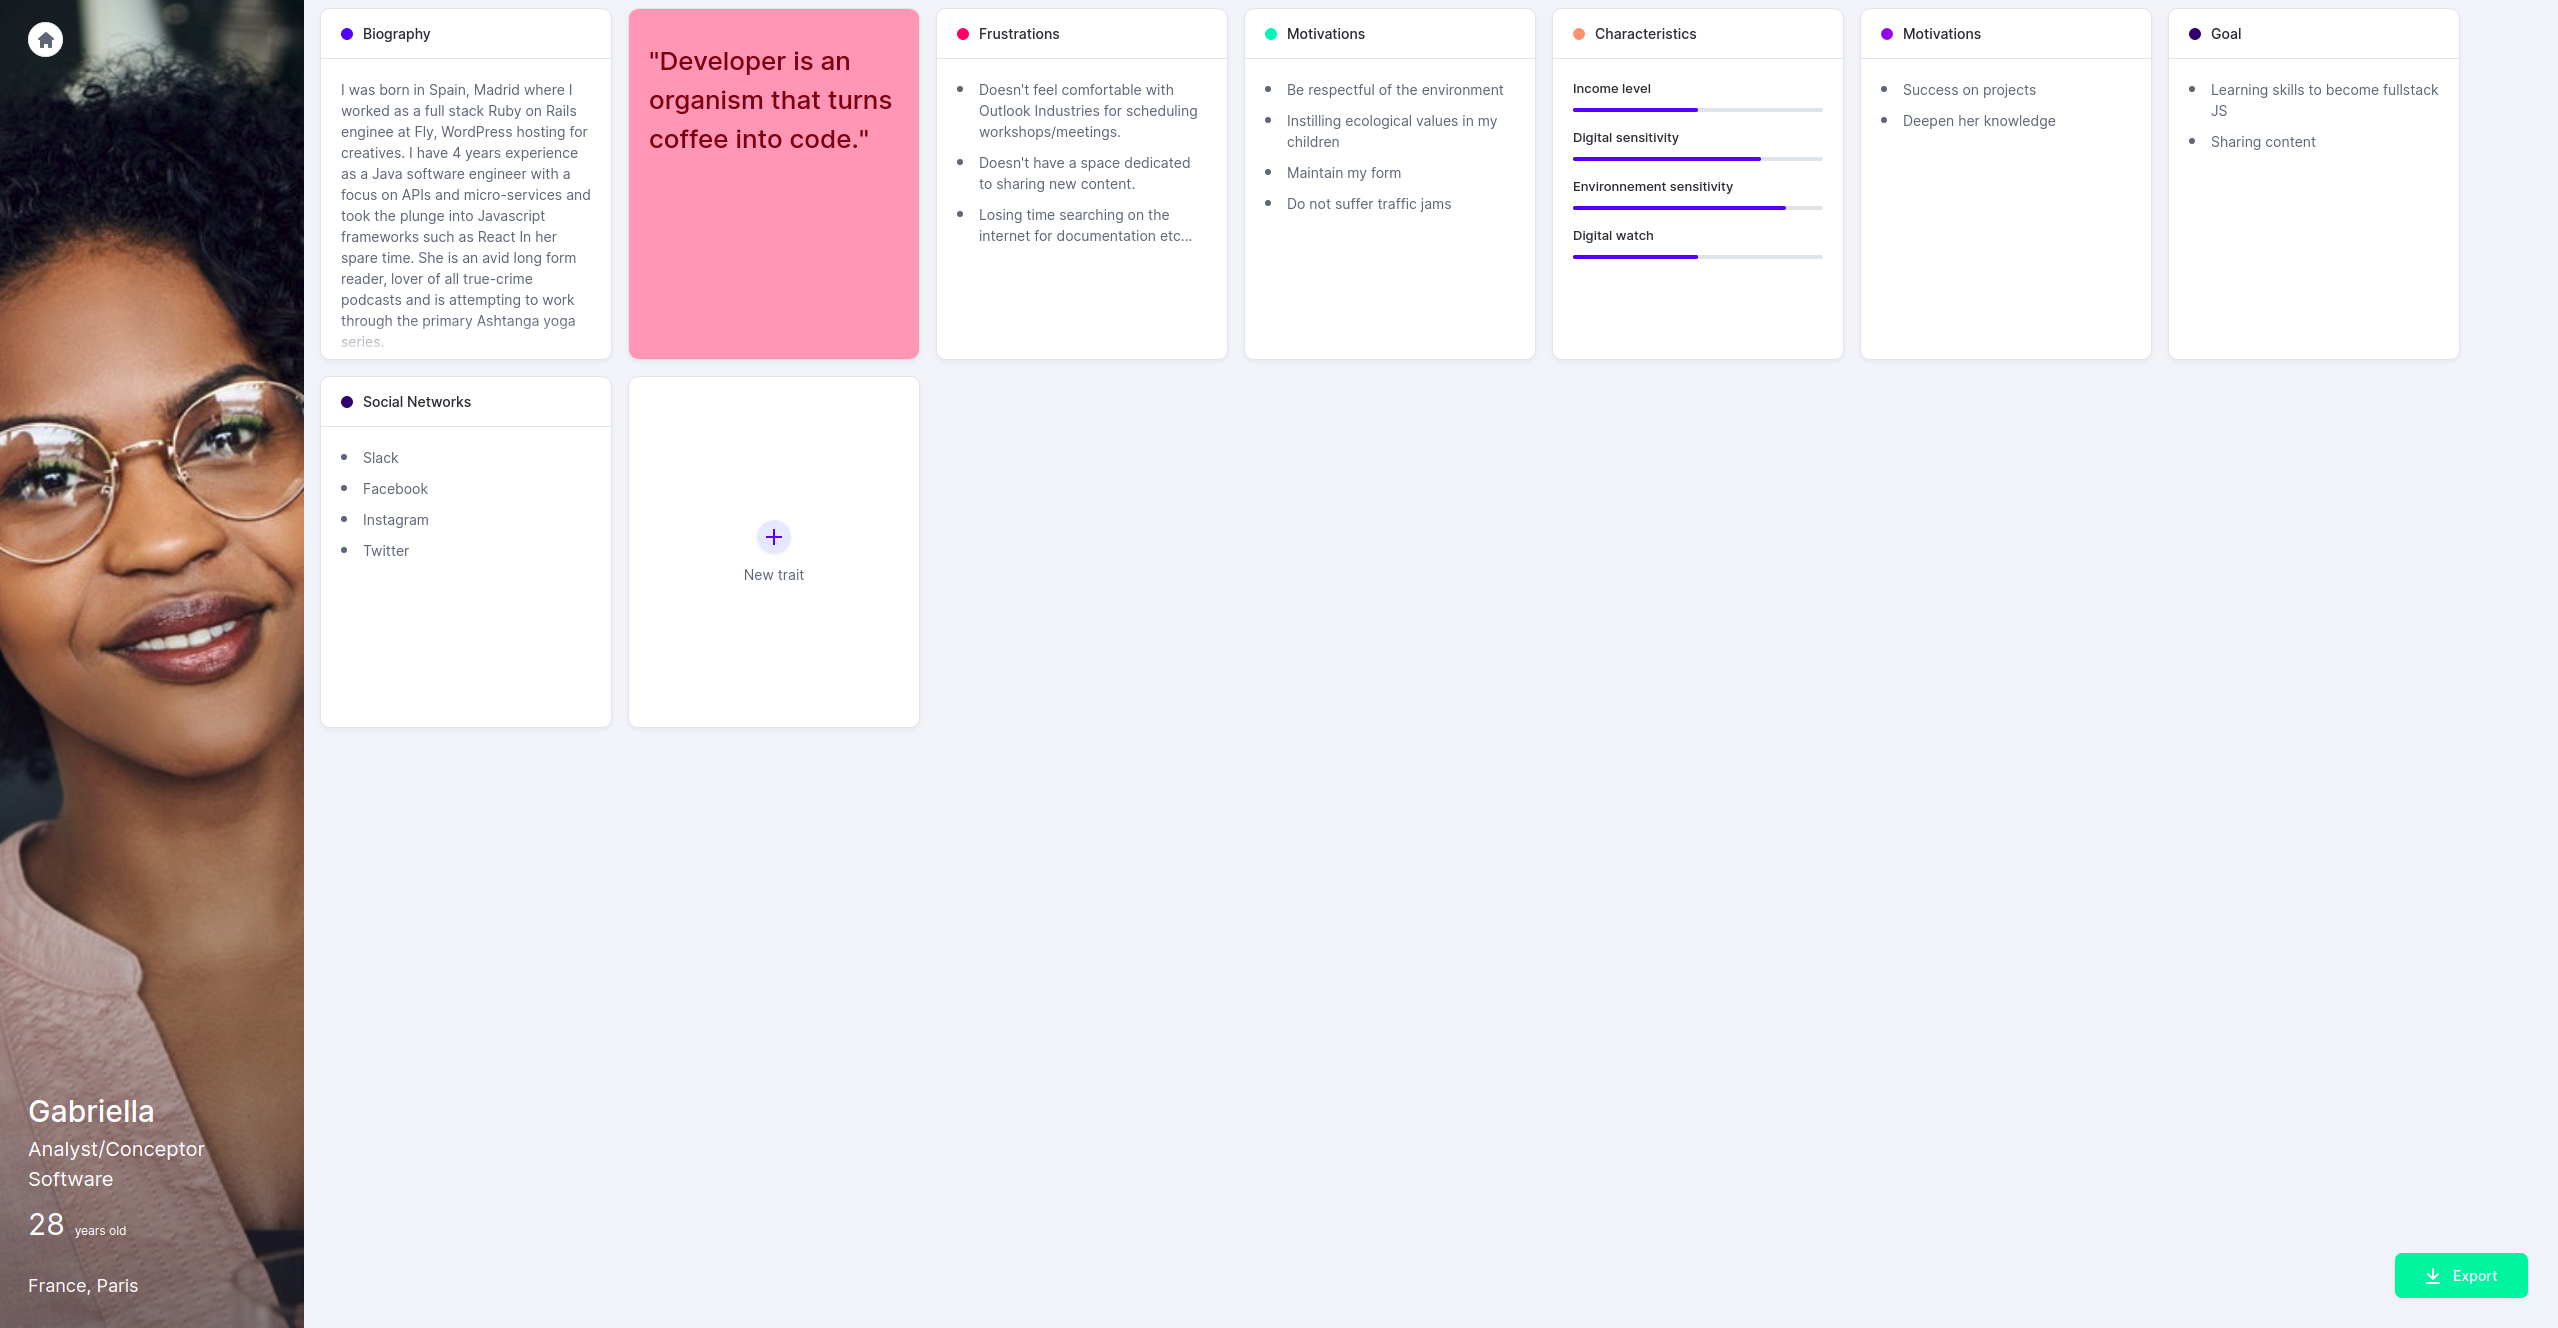 Biography
I was born in Spain, Madrid where I
worked as a full stack Ruby on Rails
enginee at Fly, WordPress hosting for
creatives. I have 4 years experience
as a Java software engineer with a
focus on APIs and micro-services and
took the plunge into Javascript
frameworks such as React In her
spare time. She is an avid long form
reader, lover of all true-crime
podcasts and is attempting to work
through the primary Ashtanga yoga
series.
"Developer is an
organism that turns
coffee into code."
Frustrations
Doesn't feel comfortable with
Outlook Industries for scheduling
workshops/meetings.
Doesn't have a space dedicated
to sharing new content.
Losing time searching on the
internet for documentation etc...
Motivations
Be respectful of the environment
Instilling ecological values in my
children
Maintain my form
Do not suffer traffic jams
Characteristics
Income level
Digital sensitivity
Environnement sensitivity
Digital watch
Motivations
Success on projects
Deepen her knowledge
Goal
Learning skills to become fullstack
JS
Sharing content
Social Networks
Slack
Facebook
Instagram
Twitter
New trait
Gabriella
Analyst/Conceptor
Software
28 years old
France, Paris
Export